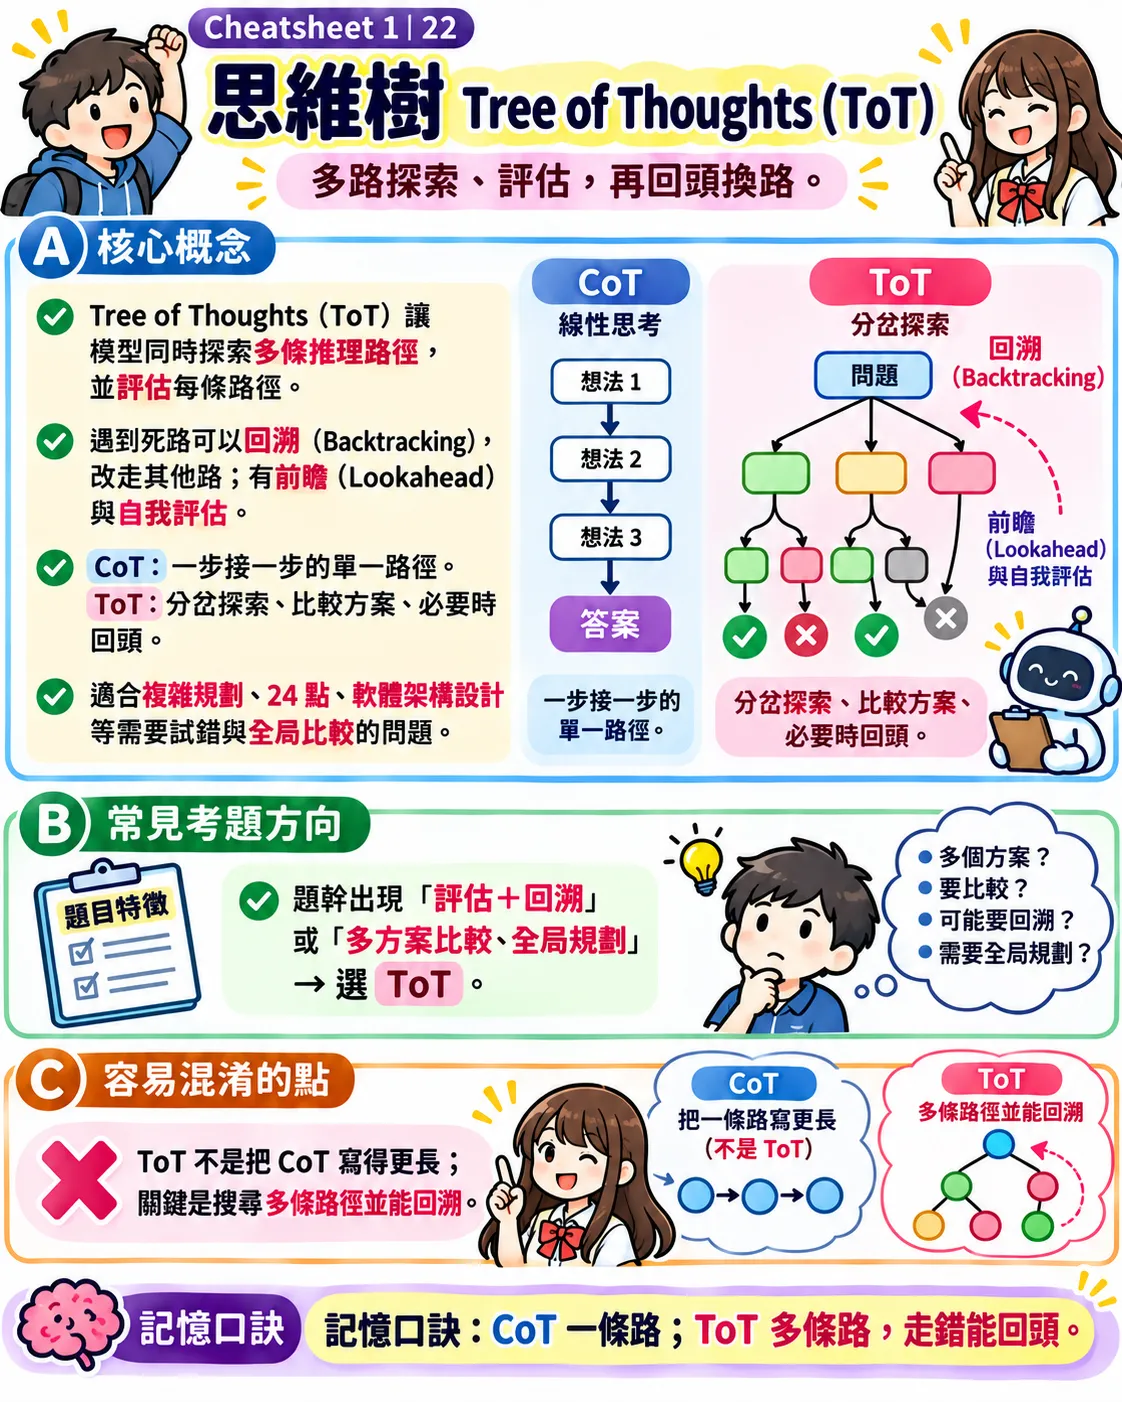 Cheatsheet 1 | 22
思維樹 Tree of Thoughts (ToT)
多路探索、評估，再回頭換路。
A 核心概念
Tree of Thoughts（ToT）讓
模型同時探索多條推理路徑，
並評估每條路徑。
遇到死路可以回溯（Backtracking），
改走其他路；有前瞻（Lookahead）
與自我評估。
CoT：一步接一步的單一路徑。
ToT：分岔探索、比較方案、必要時
回頭。
適合複雜規劃、24 點、軟體架構設計
等需要試錯與全局比較的問題。
CoT
線性思考
想法 1
想法 2
想法 3
答案
一步接一步的
單一路徑。
ToT
分岔探索
問題
回溯
（Backtracking）
前瞻
（Lookahead）
與自我評估
分岔探索、比較方案、
必要時回頭。
B 常見考題方向
題目特徵
題幹出現「評估＋回溯」
或「多方案比較、全局規劃」
→ 選 ToT。
• 多個方案？
• 要比較？
• 可能要回溯？
• 需要全局規劃？
C 容易混淆的點
ToT 不是把 CoT 寫得更長；
關鍵是搜尋多條路徑並能回溯。
CoT
把一條路寫更長
（不是 ToT）
ToT
多條路徑並能回溯
記憶口訣
記憶口訣：CoT 一條路；ToT 多條路，走錯能回頭。